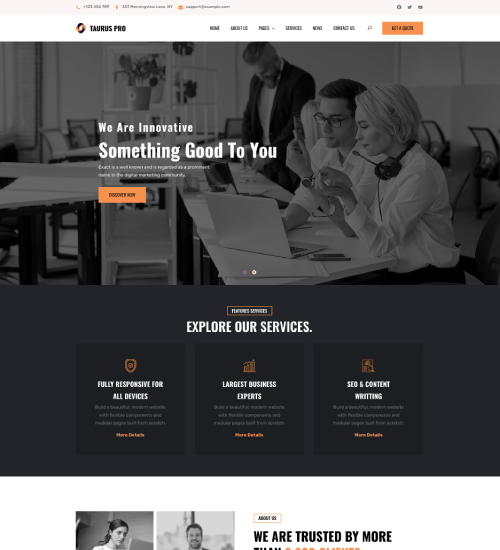 +123 456 789 457 Morningview Lane, NY support@example.com
TAURUS PRO
HOME ABOUT US PAGES SERVICES NEWS CONTACT US
GET A QUOTE
We Are Innovative
Something Good To You
Exact is a well known and is regarded as a prominent
name in the digital marketing community.
DISCOVER NOW
FEATURES SERVICES
EXPLORE OUR SERVICES.
FULLY RESPONSIVE FOR
ALL DEVICES
Build a beautiful, modern website
with flexible components and
modular pages built from scratch.
More Details
LARGEST BUSINESS
EXPERTS
Build a beautiful, modern website
with flexible components and
modular pages built from scratch.
More Details
SEO & CONTENT
WRITTING
Build a beautiful, modern website
with flexible components and
modular pages built from scratch.
More Details
ABOUT US
WE ARE TRUSTED BY MORE
THAN